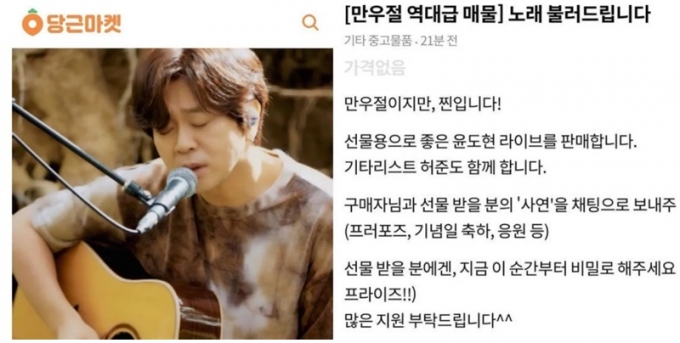 당근마켓
[만우절 역대급 매물] 노래 불러드립니다
기타 중고물품 · 21분 전
가격없음
만우절이지만, 찐입니다!
선물용으로 좋은 윤도현 라이브를 판매합니다.
기타리스트 허준도 함께 합니다.
구매자님과 선물 받을 분의 '사연'을 채팅으로 보내주
(프러포즈, 기념일 축하, 응원 등)
선물 받을 분에겐, 지금 이 순간부터 비밀로 해주세요
프라이즈!!)
많은 지원 부탁드립니다^^